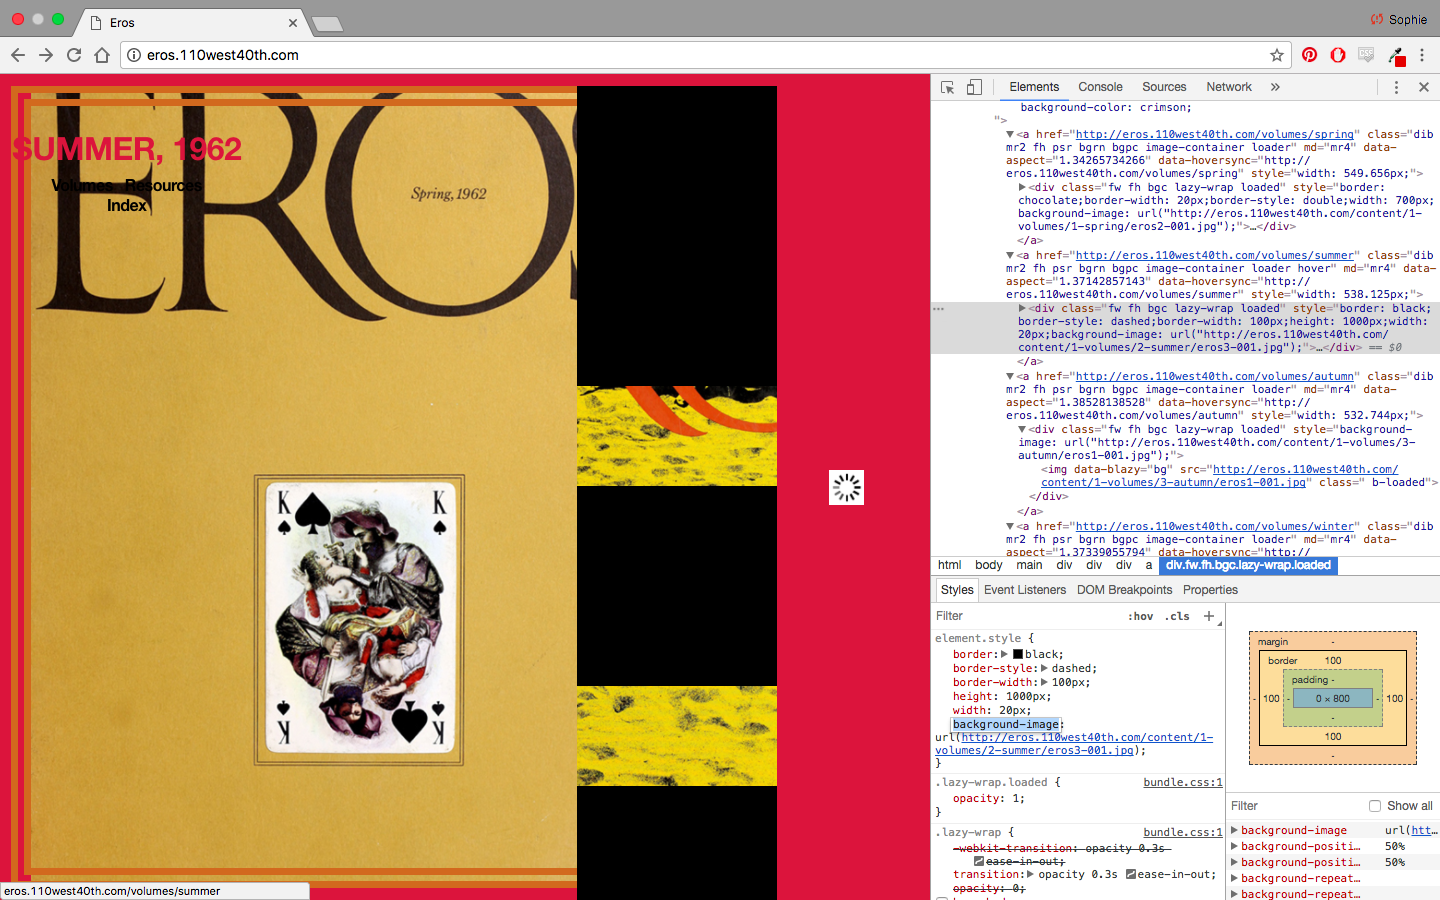 Eros
Sophie
eros.110west40th.com
EROS
SUMMER, 1962
Volumes Resources
Index
Spring, 1962
K K
K K
eros.110west40th.com/volumes/summer
Elements Console Sources Network »
background-color: crimson;
">
▼<a href="http://eros.110west40th.com/volumes/spring" class="dib
mr2 fh psr bgrn bgpc image-container loader" md="mr4" data-
aspect="1.34265734266" data-hoversync="http://
eros.110west40th.com/volumes/spring" style="width: 549.656px;">
▶<div class="fw fh bgc lazy-wrap loaded" style="border:
chocolate;border-width: 20px;border-style: double;width: 700px;
background-image: url("http://eros.110west40th.com/content/1-
volumes/1-spring/eros2-001.jpg");">…</div>
</a>
▼<a href="http://eros.110west40th.com/volumes/summer" class="dib
mr2 fh psr bgrn bgpc image-container loader hover" md="mr4" data-
aspect="1.37142857143" data-hoversync="http://
eros.110west40th.com/volumes/summer" style="width: 538.125px;">
▶<div class="fw fh bgc lazy-wrap loaded" style="border: black;
border-style: dashed;border-width: 100px;height: 1000px;width:
20px;background-image: url("http://eros.110west40th.com/
content/1-volumes/2-summer/eros3-001.jpg");">…</div> == $0
</a>
▼<a href="http://eros.110west40th.com/volumes/autumn" class="dib
mr2 fh psr bgrn bgpc image-container loader" md="mr4" data-
aspect="1.38528138528" data-hoversync="http://
eros.110west40th.com/volumes/autumn" style="width: 532.744px;">
▼<div class="fw fh bgc lazy-wrap loaded" style="background-
image: url("http://eros.110west40th.com/content/1-volumes/3-
autumn/eros1-001.jpg");">
<img data-blazy="bg" src="http://eros.110west40th.com/
content/1-volumes/3-autumn/eros1-001.jpg" class=" b-loaded">
</div>
</a>
▼<a href="http://eros.110west40th.com/volumes/winter" class="dib
mr2 fh psr bgrn bgpc image-container loader" md="mr4" data-
aspect="1.37339055794" data-hoversync="http://
html body main div div div a div.fw.fh.bgc.lazy-wrap.loaded
Styles Event Listeners DOM Breakpoints Properties
Filter :hov .cls +
element.style {
border:▶ black;
border-style:▶ dashed;
border-width:▶ 100px;
height: 1000px;
width: 20px;
background-image:
url(http://eros.110west40th.com/content/1-
volumes/2-summer/eros3-001.jpg);
}
.lazy-wrap.loaded { bundle.css:1
opacity: 1;
}
.lazy-wrap { bundle.css:1
-webkit-transition: opacity 0.3s
ease-in-out;
transition:▶ opacity 0.3s ease-in-out;
opacity: 0;
margin -
border 100
padding -
- 100 - 0 × 800 - 100 -
-
100
-
Filter Show all
▶ background-image url(htt…
▶ background-positi… 50%
▶ background-positi… 50%
▶ background-repeat…
▶ background-repeat…